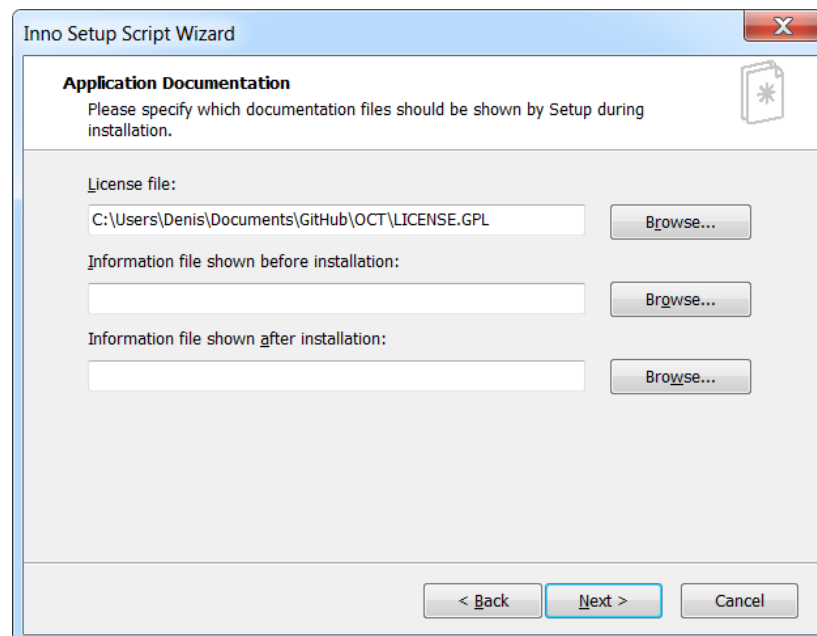 Inno Setup Script Wizard
Application Documentation
Please specify which documentation files should be shown by Setup during
installation.
License file:
C:\Users\Denis\Documents\GitHub\OCT\LICENSE.GPL
Browse...
Information file shown before installation:
Browse...
Information file shown after installation:
Browse...
< Back
Next >
Cancel